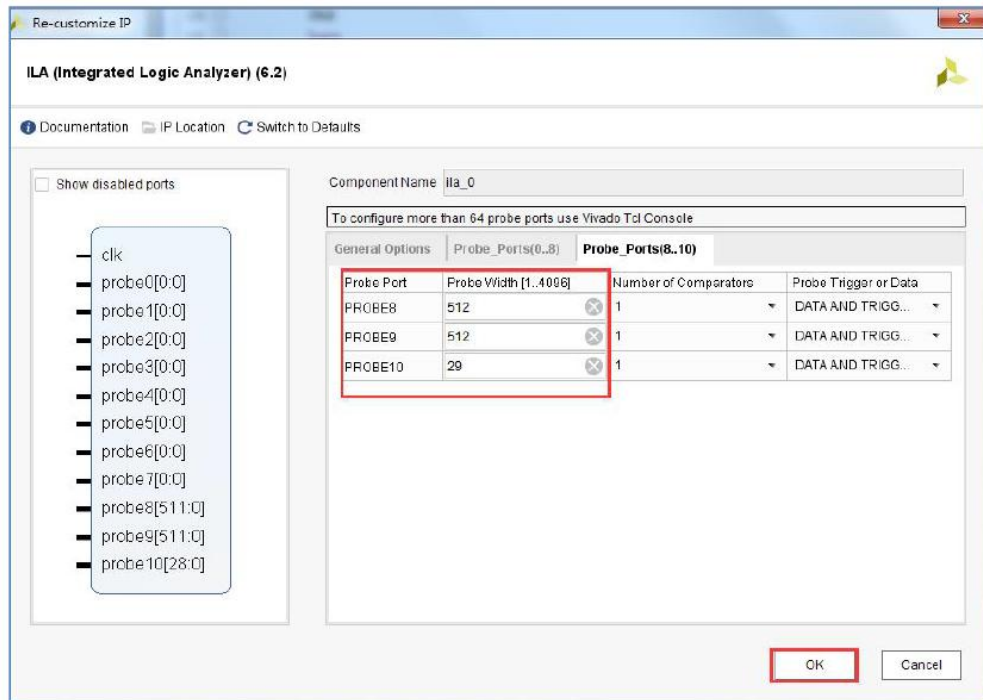 Re-customize IP
ILA (Integrated Logic Analyzer) (6.2)
Documentation IP Location Switch to Defaults
Show disabled ports
clk
probe0[0:0]
probe1[0:0]
probe2[0:0]
probe3[0:0]
probe4[0:0]
probe5[0:0]
probe6[0:0]
probe7[0:0]
probe8[511:0]
probe9[511:0]
probe10[28:0]
Component Name ila_0
To configure more than 64 probe ports use Vivado Tcl Console
General Options Probe_Ports(0..8) Probe_Ports(8..10)
Probe Port Probe Width [1..4096] Number of Comparators Probe Trigger or Data
PROBE8 512 1 DATA AND TRIGG...
PROBE9 512 1 DATA AND TRIGG...
PROBE10 29 1 DATA AND TRIGG...
OK Cancel